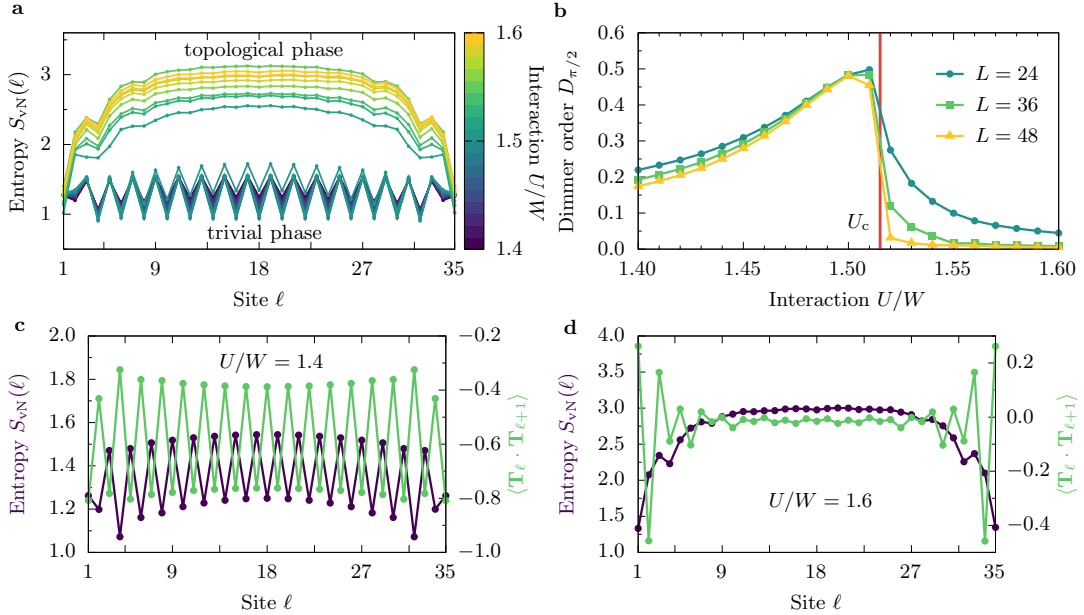 a
Entropy S_vN(ℓ)
3
2
1
topological phase
trivial phase
1 9 18 27 35
Site ℓ
1.6
1.5
1.4
Interaction U/W
b
Dimmer order D_π/2
0.6
0.5
0.4
0.3
0.2
0.1
0.0
L = 24
L = 36
L = 48
U_c
1.40 1.45 1.50 1.55 1.60
Interaction U/W
c
Entropy S_vN(ℓ)
2.0
1.8
1.6
1.4
1.2
1.0
U/W = 1.4
−0.2
−0.4
−0.6
−0.8
−1.0
⟨T_ℓ · T_ℓ+1⟩
1 9 18 27 35
Site ℓ
d
Entropy S_vN(ℓ)
4.0
3.5
3.0
2.5
2.0
1.5
1.0
U/W = 1.6
0.2
0.0
−0.2
−0.4
⟨T_ℓ · T_ℓ+1⟩
1 9 18 27 35
Site ℓ